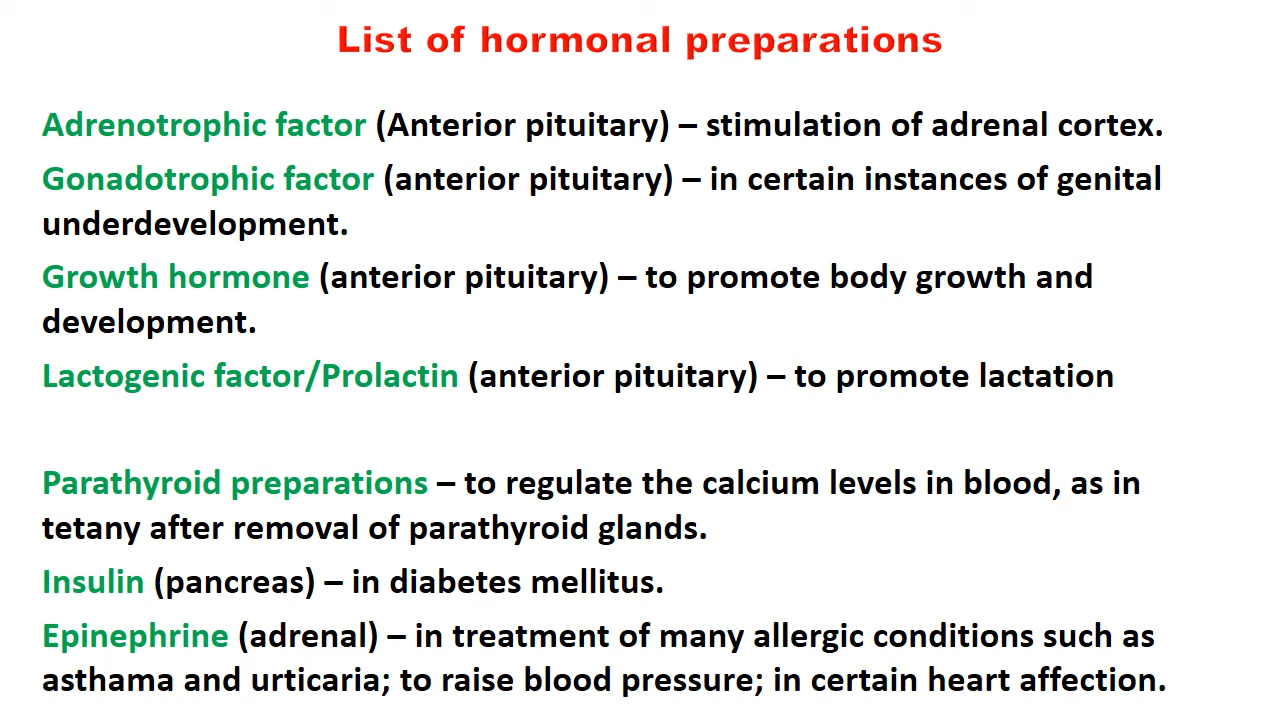 List of hormonal preparations
Adrenotrophic factor (Anterior pituitary) – stimulation of adrenal cortex.
Gonadotrophic factor (anterior pituitary) – in certain instances of genital
underdevelopment.
Growth hormone (anterior pituitary) – to promote body growth and
development.
Lactogenic factor/Prolactin (anterior pituitary) – to promote lactation
Parathyroid preparations – to regulate the calcium levels in blood, as in
tetany after removal of parathyroid glands.
Insulin (pancreas) – in diabetes mellitus.
Epinephrine (adrenal) – in treatment of many allergic conditions such as
asthama and urticaria; to raise blood pressure; in certain heart affection.